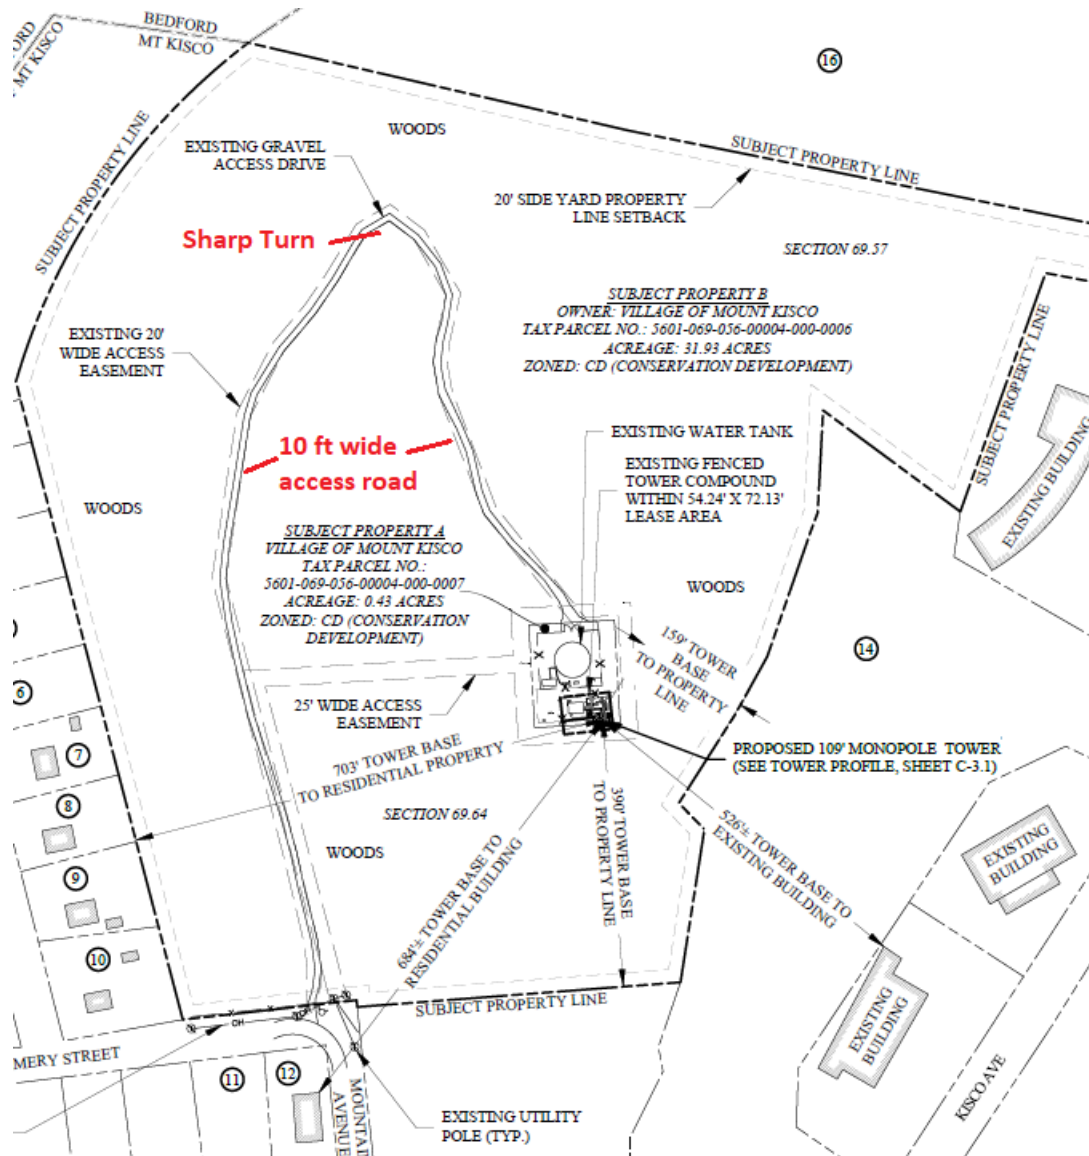 BEDFORD
MT KISCO
ORD
MT KISCO
16
WOODS
SUBJECT PROPERTY LINE
SUBJECT PROPERTY LINE
EXISTING GRAVEL
ACCESS DRIVE
20' SIDE YARD PROPERTY
LINE SETBACK
Sharp Turn
SECTION 69.57
SUBJECT PROPERTY B
OWNER: VILLAGE OF MOUNT KISCO
TAX PARCEL NO.: 5601-069-056-00004-000-0006
ACREAGE: 31.93 ACRES
ZONED: CD (CONSERVATION DEVELOPMENT)
SUBJECT PROPERTY LINE
EXISTING 20'
WIDE ACCESS
EASEMENT
EXISTING BUILDING
10 ft wide
access road
EXISTING WATER TANK
EXISTING FENCED
TOWER COMPOUND
WITHIN 54.24' X 72.13'
LEASE AREA
WOODS
SUBJECT PROPERTY A
VILLAGE OF MOUNT KISCO
TAX PARCEL NO.:
5601-069-056-00004-000-0007
ACREAGE: 0.43 ACRES
ZONED: CD (CONSERVATION
DEVELOPMENT)
WOODS
159' TOWER
BASE
TO PROPERTY
LINE
14
6
25' WIDE ACCESS
EASEMENT
7
703' TOWER BASE
TO RESIDENTIAL PROPERTY
PROPOSED 109' MONOPOLE TOWER
(SEE TOWER PROFILE, SHEET C-3.1)
8
SECTION 69.64
390' TOWER BASE
TO PROPERTY LINE
526'± TOWER BASE TO
EXISTING BUILDING
EXISTING
BUILDING
WOODS
9
684'± TOWER BASE TO
RESIDENTIAL BUILDING
10
SUBJECT PROPERTY LINE
EXISTING
BUILDING
OH
MERY STREET
11
12
MOUNTAI
AVENUE
EXISTING UTILITY
POLE (TYP.)
KISCO AVE